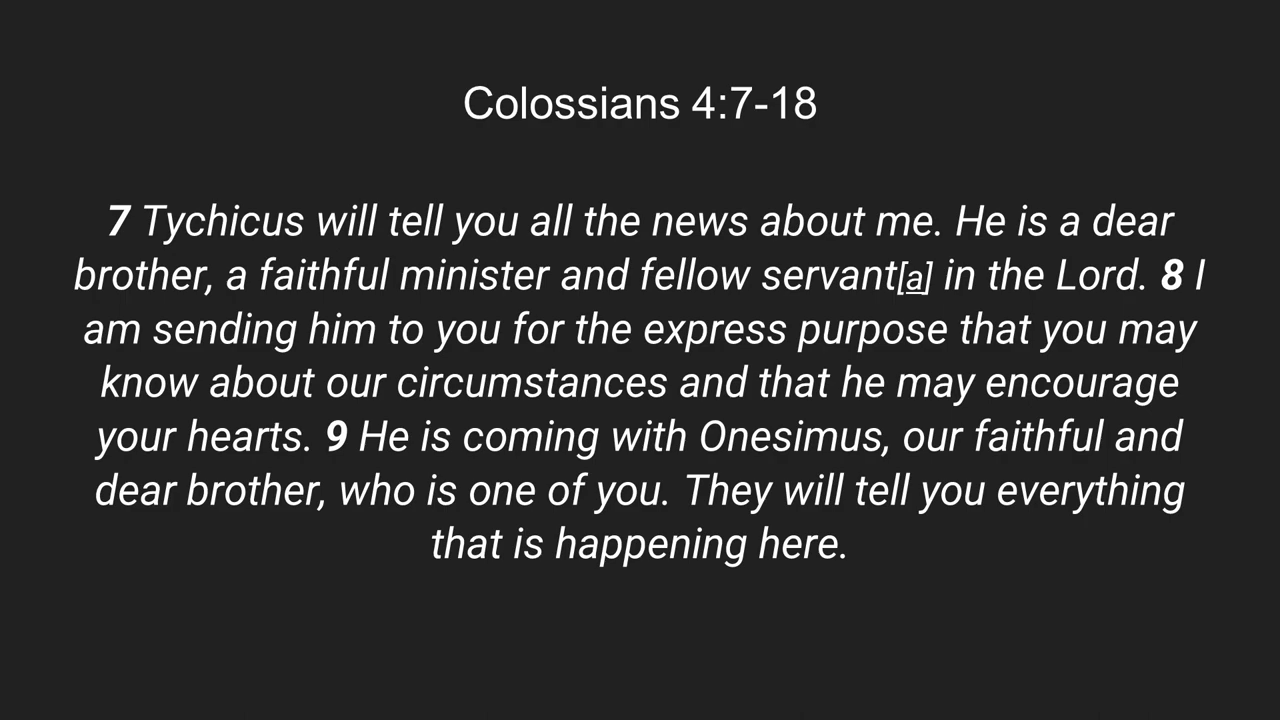 Colossians 4:7-18
7 Tychicus will tell you all the news about me. He is a dear
brother, a faithful minister and fellow servant[a] in the Lord. 8 I
am sending him to you for the express purpose that you may
know about our circumstances and that he may encourage
your hearts. 9 He is coming with Onesimus, our faithful and
dear brother, who is one of you. They will tell you everything
that is happening here.